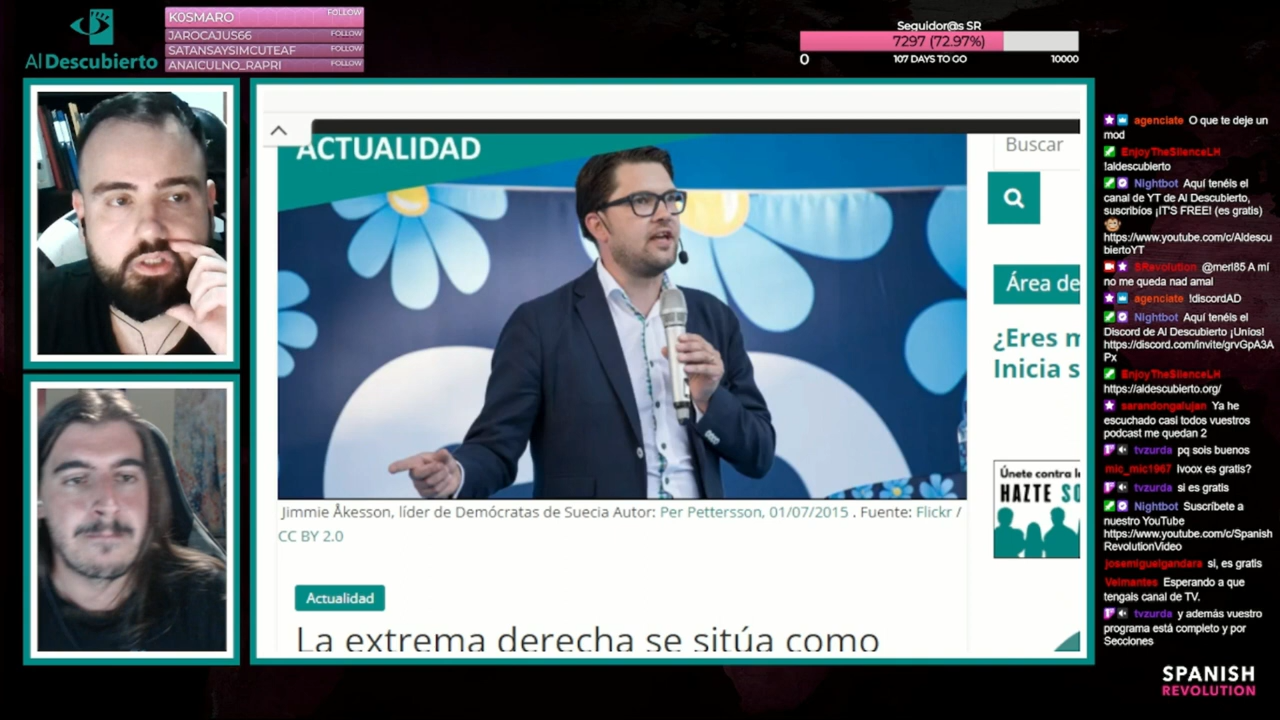 Al Descubierto
K0SMARO FOLLOW
JAROCAJUS66 FOLLOW
SATANSAYSIMCUTEAF FOLLOW
ANAICULNO_RAPRI FOLLOW
Seguidor@s SR
7297 (72.97%)
0 107 DAYS TO GO 10000
ACTUALIDAD
Buscar
Área de
¿Eres m
Inicia s
Únete contra l
HAZTE SO
Jimmie Åkesson, líder de Demócratas de Suecia Autor: Per Pettersson, 01/07/2015 . Fuente: Flickr /
CC BY 2.0
Actualidad
La extrema derecha se sitúa como
agenciate O que te deje un
mod
EnjoyTheSilenceLH
!aldescubierto
Nightbot Aquí tenéis el
canal de YT de Al Descubierto,
suscribíos ¡IT'S FREE! (es gratis)
https://www.youtube.com/c/Aldescu
biertoYT
SRevolution @merl85 A mí
no me queda nad amal
agenciate !discordAD
Nightbot Aquí tenéis el
Discord de Al Descubierto ¡Uníos!
https://discord.com/invite/grvGpA3A
Px
EnjoyTheSilenceLH
https://aldescubierto.org/
sarandongalujan Ya he
escuchado casi todos vuestros
podcast me quedan 2
tvzurda pq sois buenos
mic_mic1967 Ivoox es gratis?
tvzurda si es gratis
Nightbot Suscríbete a
nuestro YouTube
https://www.youtube.com/c/Spanish
RevolutionVideo
josemiguelgandara si, es gratis
Velmantes Esperando a que
tengais canal de TV.
tvzurda y además vuestro
programa está completo y por
Secciones
SPANISH
REVOLUTION